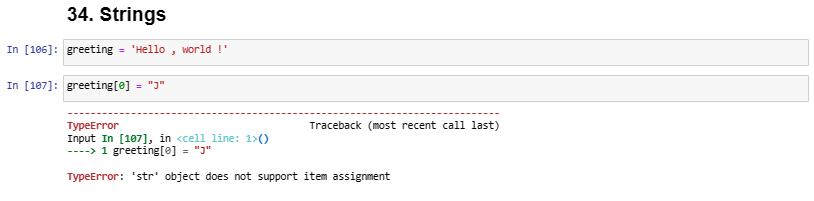 34. Strings
In [106]: greeting = 'Hello , world !'
In [107]: greeting[0] = "J"
---------------------------------------------------------------------------
TypeError                                 Traceback (most recent call last)
Input In [107], in <cell line: 1>()
----> 1 greeting[0] = "J"
TypeError: 'str' object does not support item assignment